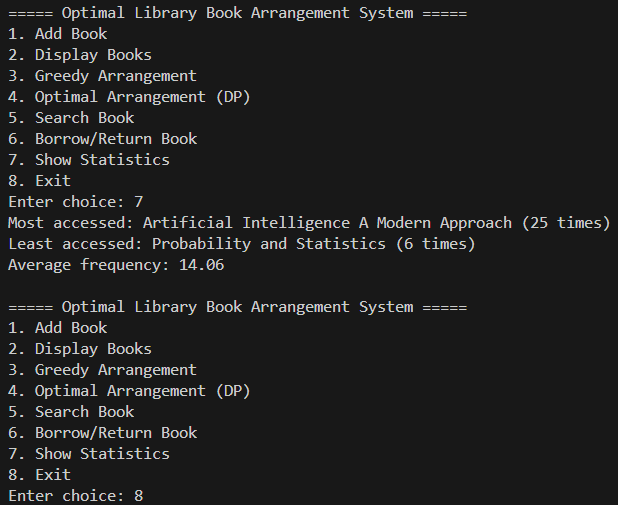 ===== Optimal Library Book Arrangement System =====
1. Add Book
2. Display Books
3. Greedy Arrangement
4. Optimal Arrangement (DP)
5. Search Book
6. Borrow/Return Book
7. Show Statistics
8. Exit
Enter choice: 7
Most accessed: Artificial Intelligence A Modern Approach (25 times)
Least accessed: Probability and Statistics (6 times)
Average frequency: 14.06

===== Optimal Library Book Arrangement System =====
1. Add Book
2. Display Books
3. Greedy Arrangement
4. Optimal Arrangement (DP)
5. Search Book
6. Borrow/Return Book
7. Show Statistics
8. Exit
Enter choice: 8